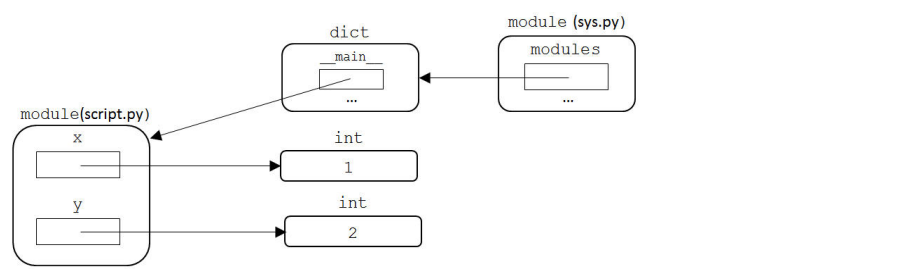 module (sys.py)
dict
modules
__main__
...
...
module(script.py)
x
int
1
y
int
2